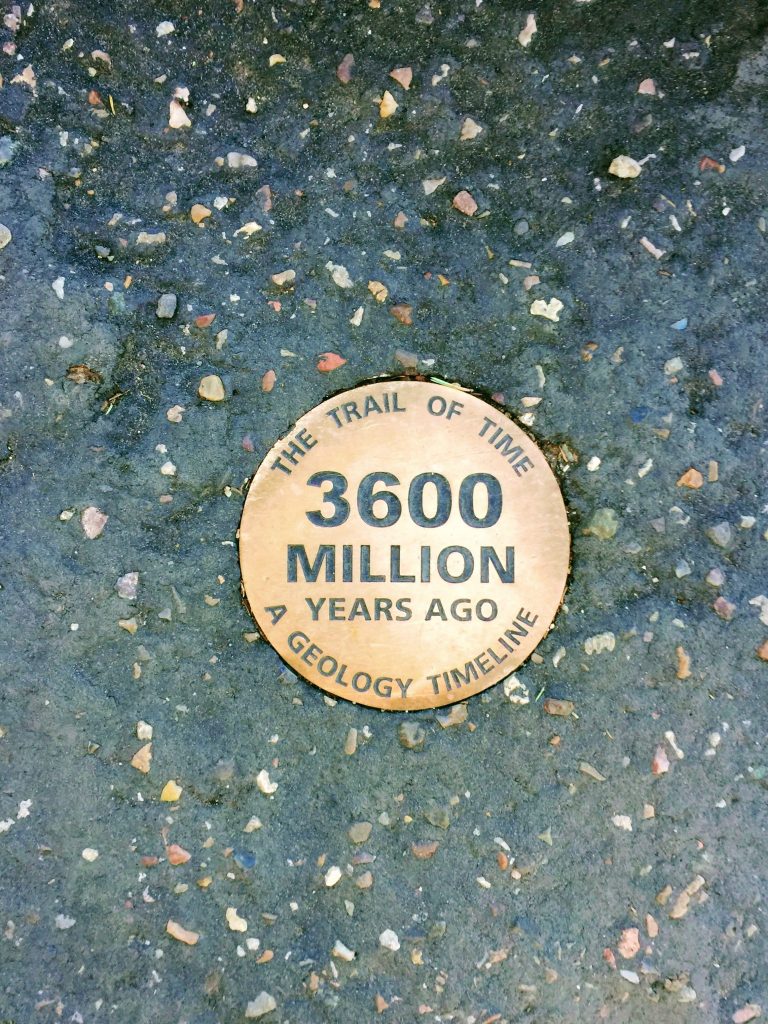 THE TRAIL OF TIME
3600
MILLION
YEARS AGO
A GEOLOGY TIMELINE